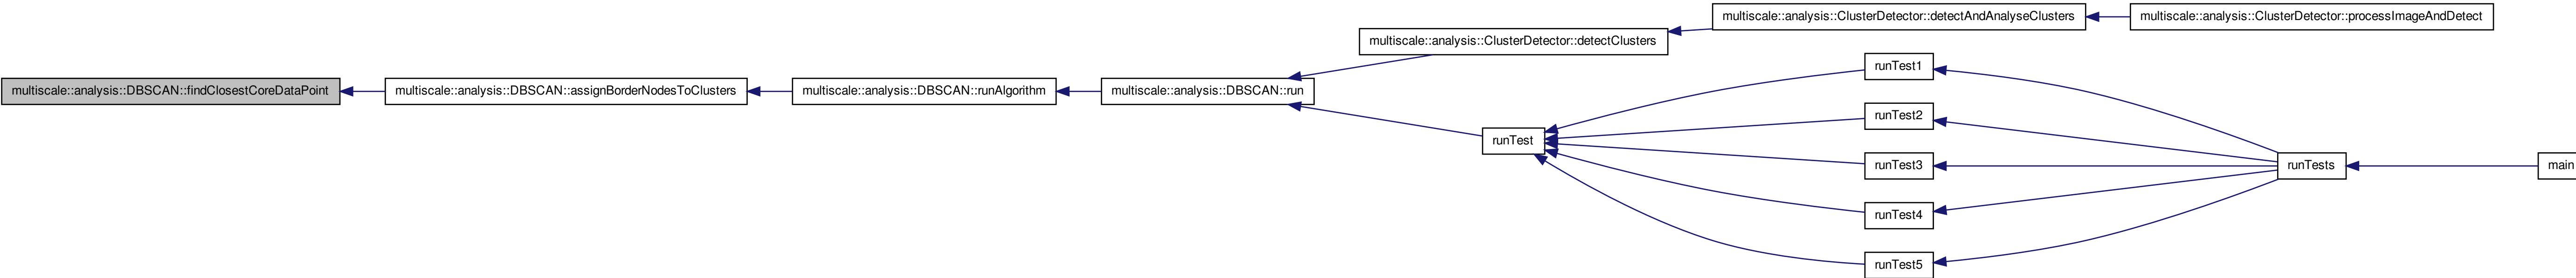 multiscale::analysis::DBSCAN::findClosestCoreDataPoint
multiscale::analysis::DBSCAN::assignBorderNodesToClusters
multiscale::analysis::DBSCAN::runAlgorithm
multiscale::analysis::DBSCAN::run
multiscale::analysis::ClusterDetector::detectClusters
multiscale::analysis::ClusterDetector::detectAndAnalyseClusters
multiscale::analysis::ClusterDetector::processImageAndDetect
runTest
runTest1
runTest2
runTest3
runTest4
runTest5
runTests
main